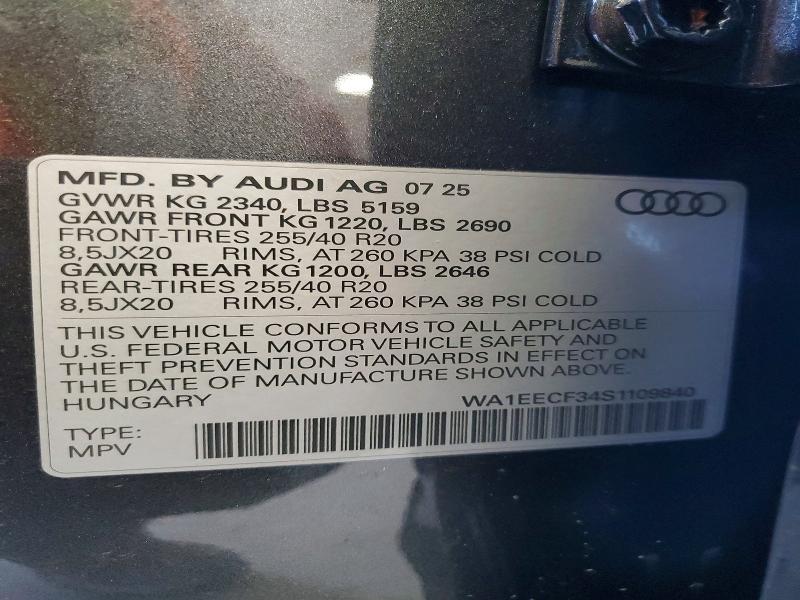 MFD. BY AUDI AG 07 25
GVWR KG 2340, LBS 5159
GAWR FRONT KG 1220, LBS 2690
FRONT-TIRES 255/40 R20
8,5JX20 RIMS, AT 260 KPA 38 PSI COLD
GAWR REAR KG 1200, LBS 2646
REAR-TIRES 255/40 R20
8,5JX20 RIMS, AT 260 KPA 38 PSI COLD
THIS VEHICLE CONFORMS TO ALL APPLICABLE
U.S. FEDERAL MOTOR VEHICLE SAFETY AND
THEFT PREVENTION STANDARDS IN EFFECT ON
THE DATE OF MANUFACTURE SHOWN ABOVE.
HUNGARY WA1EECF34S1109840
TYPE:
MPV